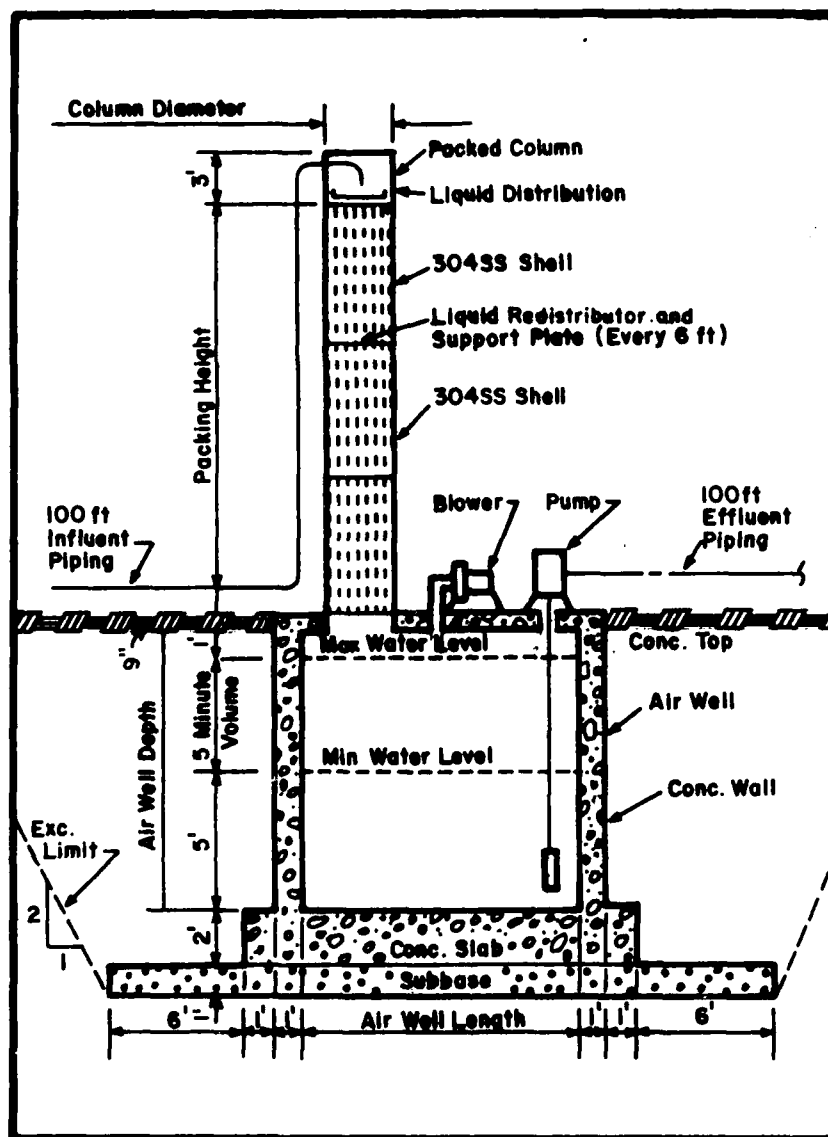 Column Diameter
Packed Column
3'
Liquid Distribution
304SS Shell
Liquid Redistributor and
Support Plate (Every 6 ft)
Packing Height
304SS Shell
Blower
Pump
100 ft
Effluent
Piping
100 ft
Influent
Piping
9"
1'
Max Water Level
Conc. Top
5 Minute
Volume
Air Well
Air Well Depth
Min Water Level
Conc. Wall
Exc.
Limit
5'
2
1
2'
Conc. Slab
Subbase
6'
1'
1'
1'
Air Well Length
1'
1'
6'